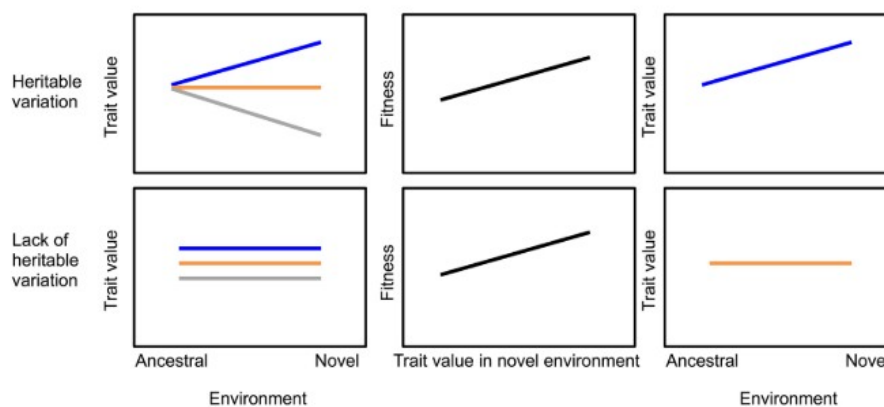 Heritable
variation
Trait value
Fitness
Trait value
Lack of
heritable
variation
Trait value
Fitness
Trait value
Ancestral Novel
Trait value in novel environment
Ancestral Nove
Environment
Environment